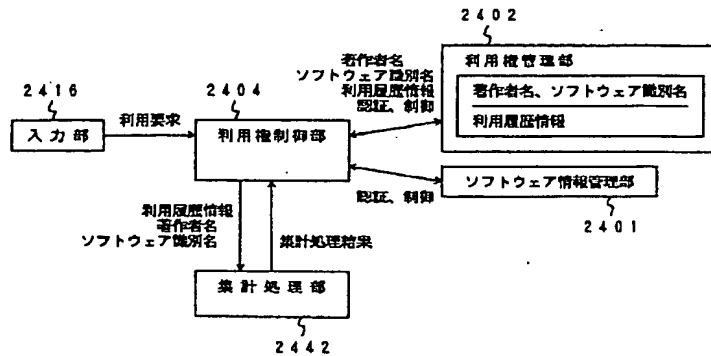 2402
利用権管理部
著作者名
ソフトウェア識別名
利用履歴情報
認証、制御
著作者名、ソフトウェア識別名
利用履歴情報
2416
2404
入力部
利用要求
利用権制御部
ソフトウェア情報管理部
認証、制御
2401
利用履歴情報
著作者名
ソフトウェア識別名
集計処理結果
集計処理部
2442